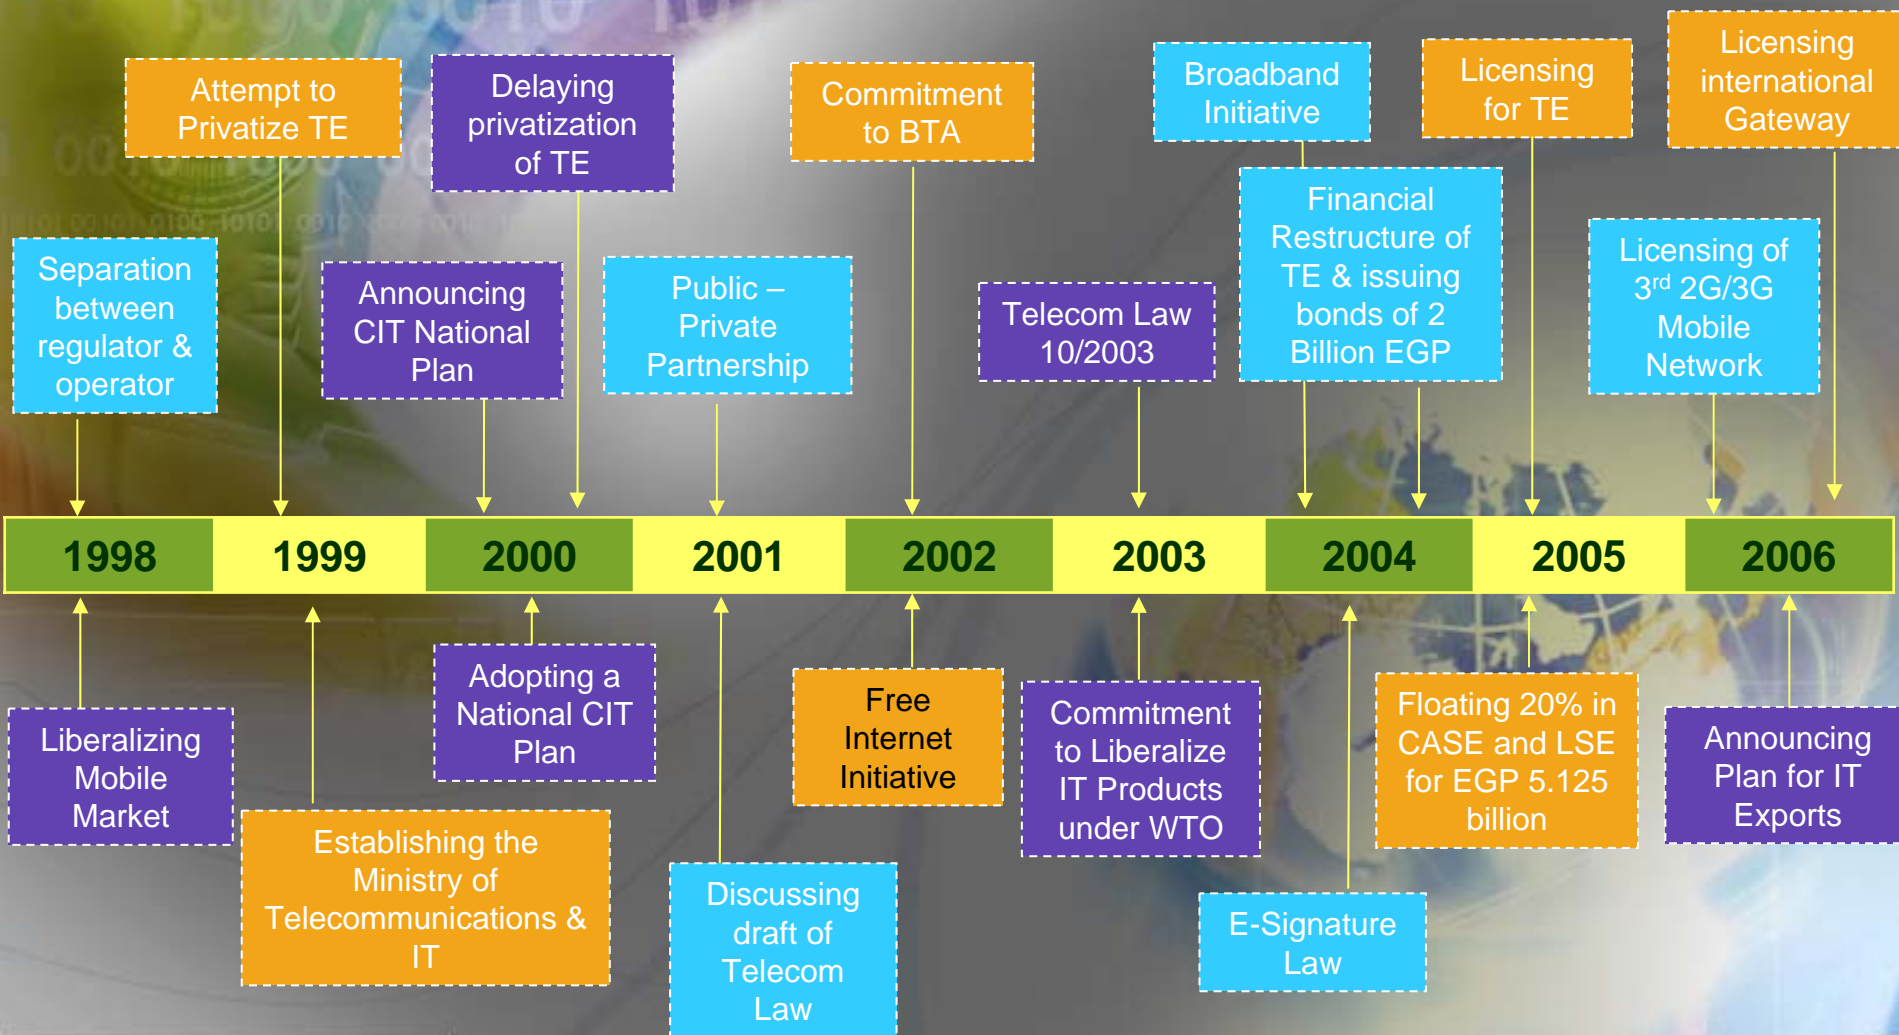 Attempt to
Privatize TE
Delaying
privatization
of TE
Commitment
to BTA
Broadband
Initiative
Licensing
for TE
Licensing
international
Gateway
Separation
between
regulator &
operator
Announcing
CIT National
Plan
Public –
Private
Partnership
Telecom Law
10/2003
Financial
Restructure of
TE & issuing
bonds of 2
Billion EGP
Licensing of
3rd 2G/3G
Mobile
Network
1998 1999 2000 2001 2002 2003 2004 2005 2006
Liberalizing
Mobile
Market
Establishing the
Ministry of
Telecommunications &
IT
Adopting a
National CIT
Plan
Discussing
draft of
Telecom
Law
Free
Internet
Initiative
Commitment
to Liberalize
IT Products
under WTO
E-Signature
Law
Floating 20% in
CASE and LSE
for EGP 5.125
billion
Announcing
Plan for IT
Exports